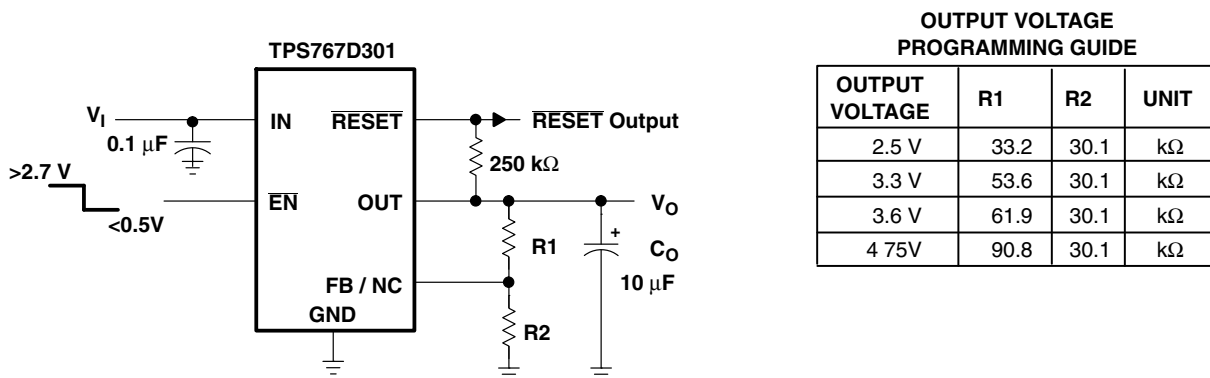 TPS767D301
VI
0.1 μF
IN
RESET
RESET Output
250 kΩ
>2.7 V
<0.5V
EN
OUT
VO
R1
+
CO
10 μF
FB / NC
GND
R2
OUTPUT VOLTAGE
PROGRAMMING GUIDE
OUTPUT VOLTAGE R1 R2 UNIT
2.5 V 33.2 30.1 kΩ
3.3 V 53.6 30.1 kΩ
3.6 V 61.9 30.1 kΩ
4 75V 90.8 30.1 kΩ